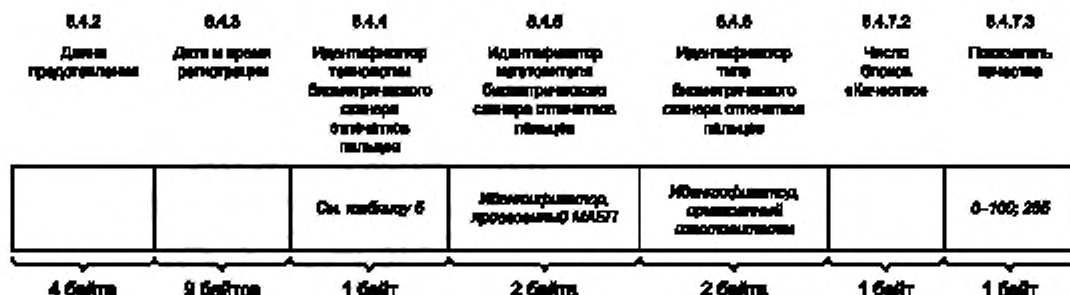 8.4.2 8.4.3 8.4.4 8.4.5 8.4.6 8.4.7.2 8.4.7.3
Длина Дата и время Идентификатор Идентификатор Идентификатор Число Показатель
представления регистрации технологии изготовителя типа блоков качества
биометрического биометрического биометрического «Качество»
сканера сканера отпечатков сканера отпечатков
отпечатков пальцев пальцев
пальцев
См. таблицу 6 Идентификатор, присвоенный МАБП Идентификатор, присвоенный изготовителем 0–100; 255
4 байта 9 байтов 1 байт 2 байта 2 байта 1 байт 1 байт